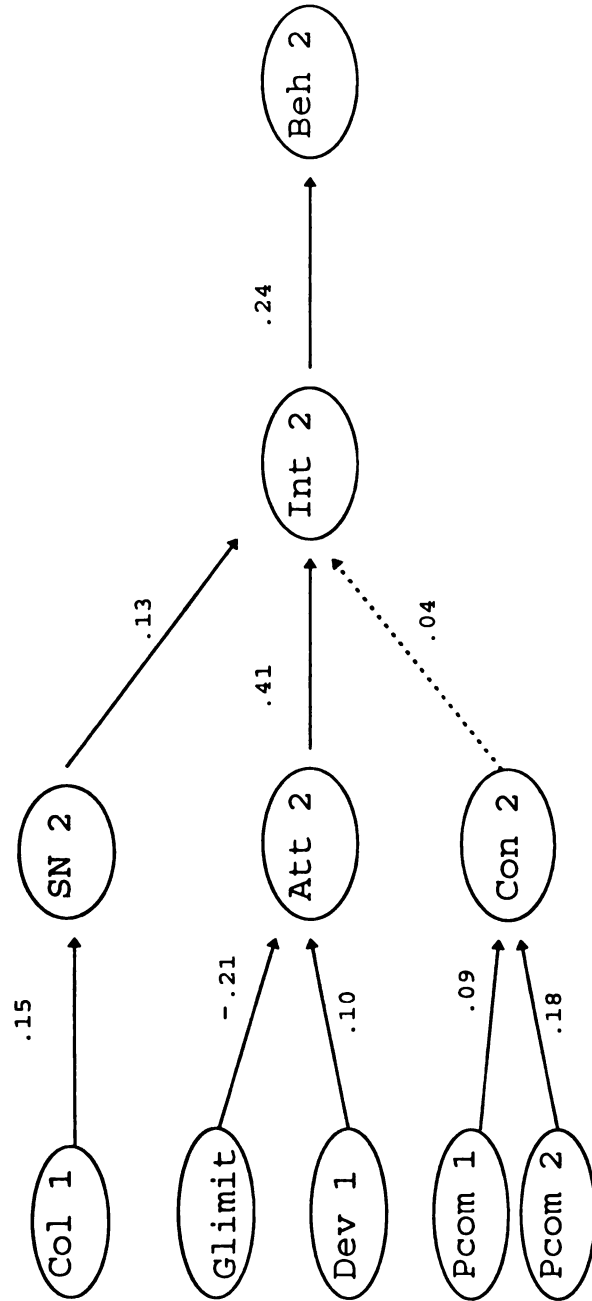 Col 1
.15
SN 2
.13
Glimit
-.21
Dev 1
.10
Att 2
.41
Int 2
.24
Beh 2
Pcom 1
.09
Pcom 2
.18
Con 2
.04